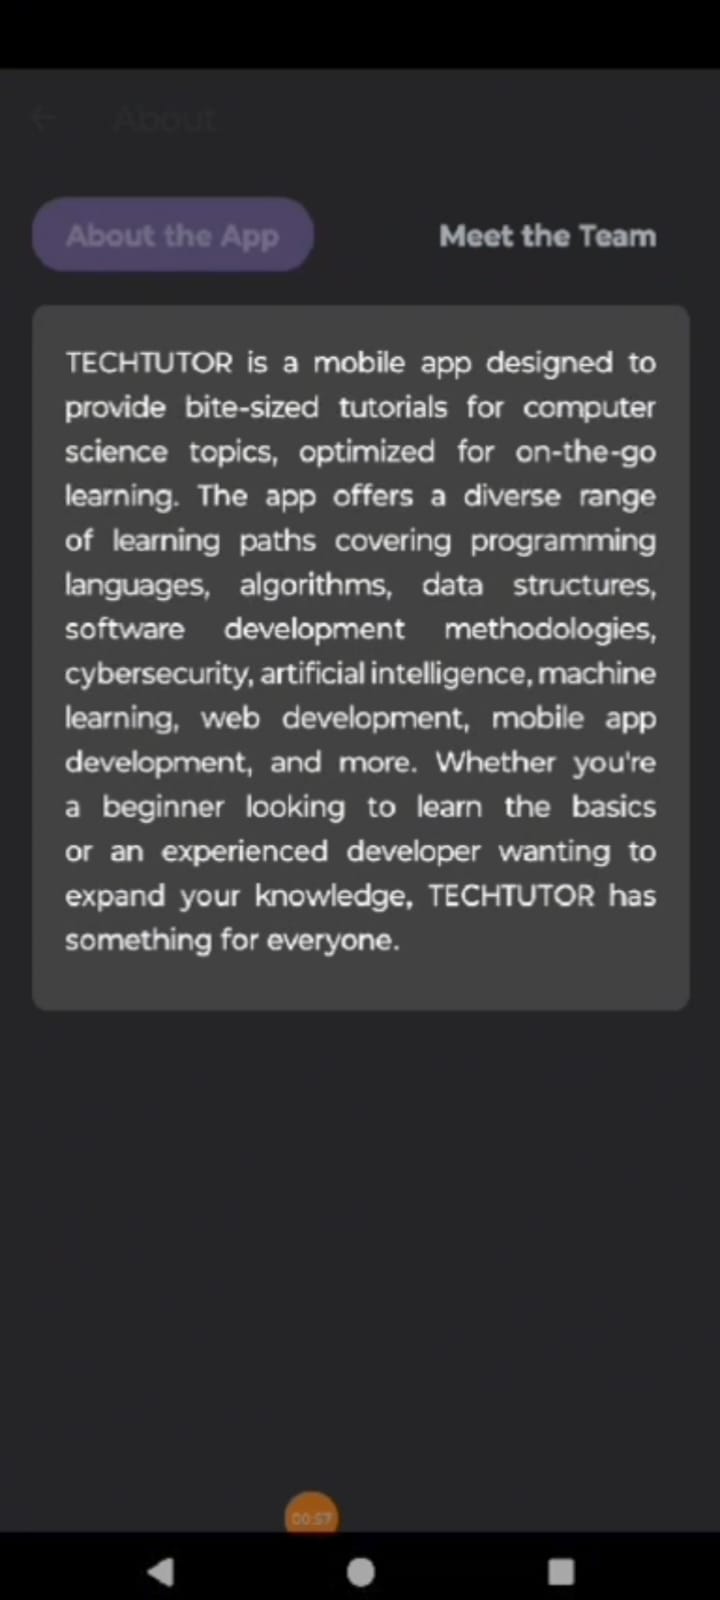 About
About the App
Meet the Team
TECHTUTOR is a mobile app designed to
provide bite-sized tutorials for computer
science topics, optimized for on-the-go
learning. The app offers a diverse range
of learning paths covering programming
languages, algorithms, data structures,
software development methodologies,
cybersecurity, artificial intelligence, machine
learning, web development, mobile app
development, and more. Whether you're
a beginner looking to learn the basics
or an experienced developer wanting to
expand your knowledge, TECHTUTOR has
something for everyone.
00:57